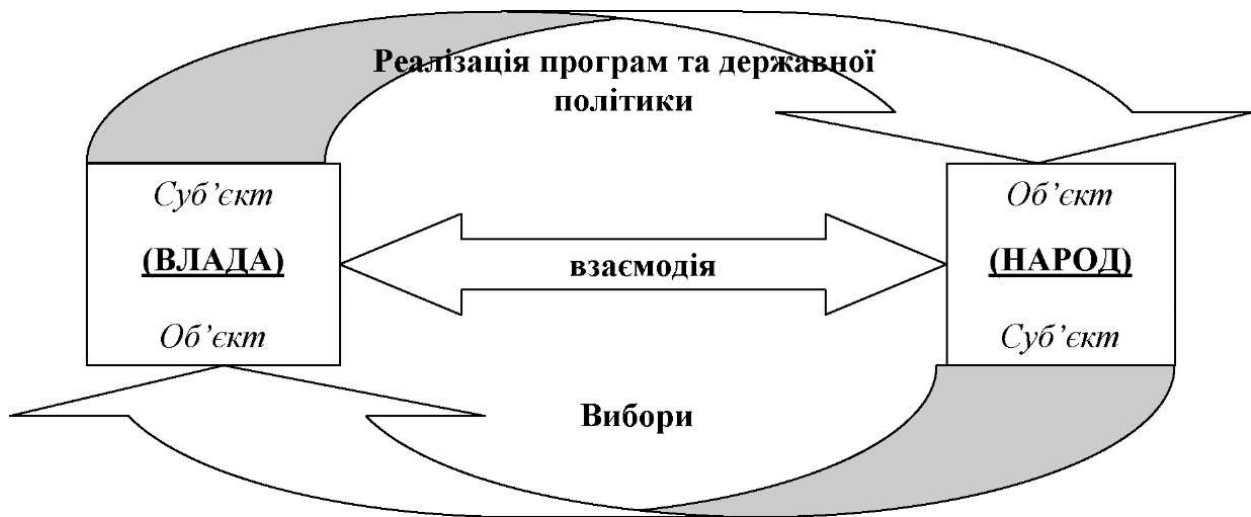 Реалізація програм та державної
політики
Суб’єкт
(ВЛАДА)
Об’єкт
взаємодія
Об’єкт
(НАРОД)
Суб’єкт
Вибори